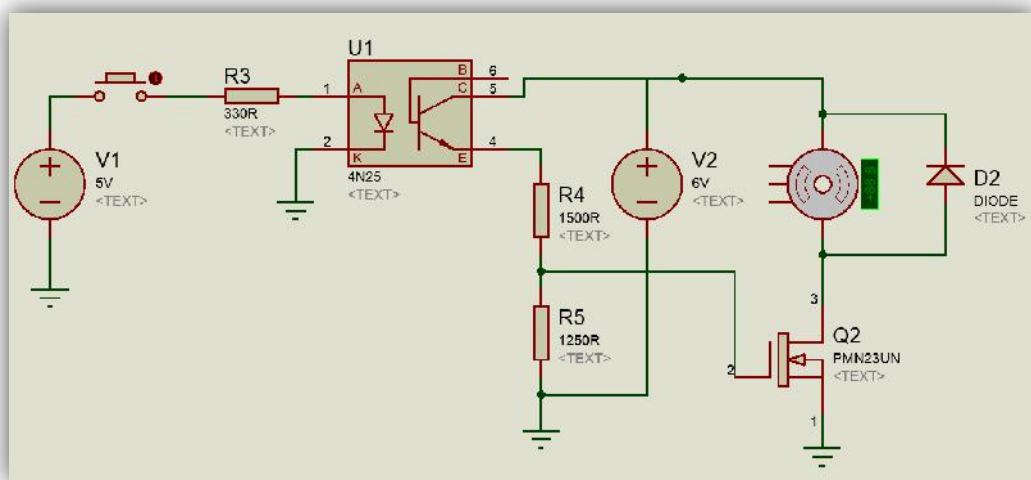 U1
R3
330R
<TEXT>
1
2
A
K
B
C
E
6
5
4
4N25
<TEXT>
V1
5V
<TEXT>
R4
1500R
<TEXT>
V2
6V
<TEXT>
D2
DIODE
<TEXT>
R5
1250R
<TEXT>
3
2
1
Q2
PMN23UN
<TEXT>